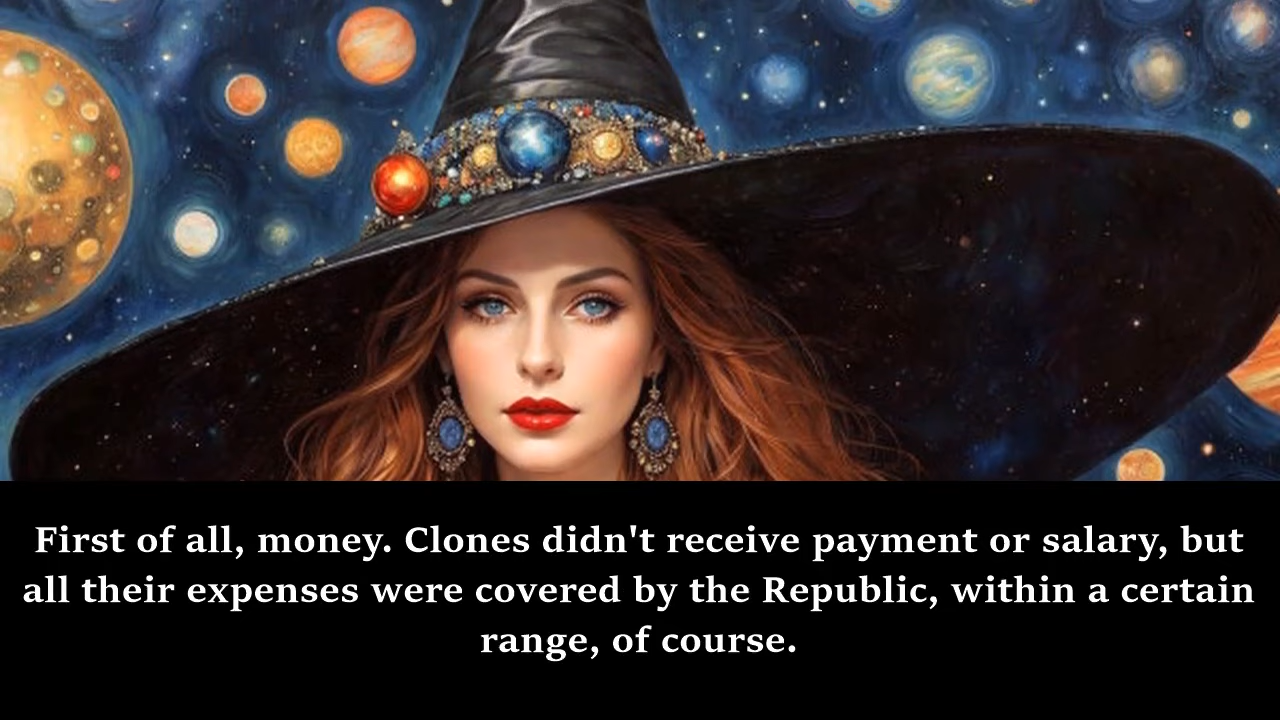 First of all, money. Clones didn't receive payment or salary, but
all their expenses were covered by the Republic, within a certain
range, of course.